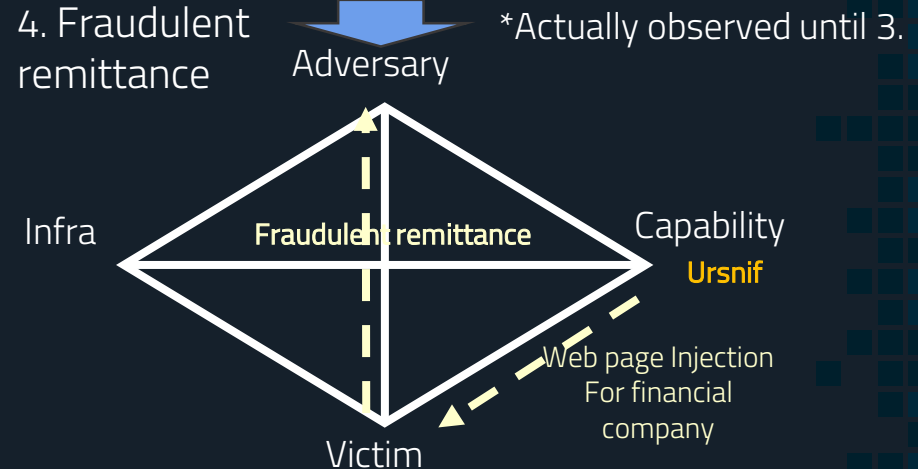 4. Fraudulent
remittance
*Actually observed until 3.
Adversary
Infra
Fraudulent remittance
Capability
Ursnif
Web page Injection
For financial
company
Victim